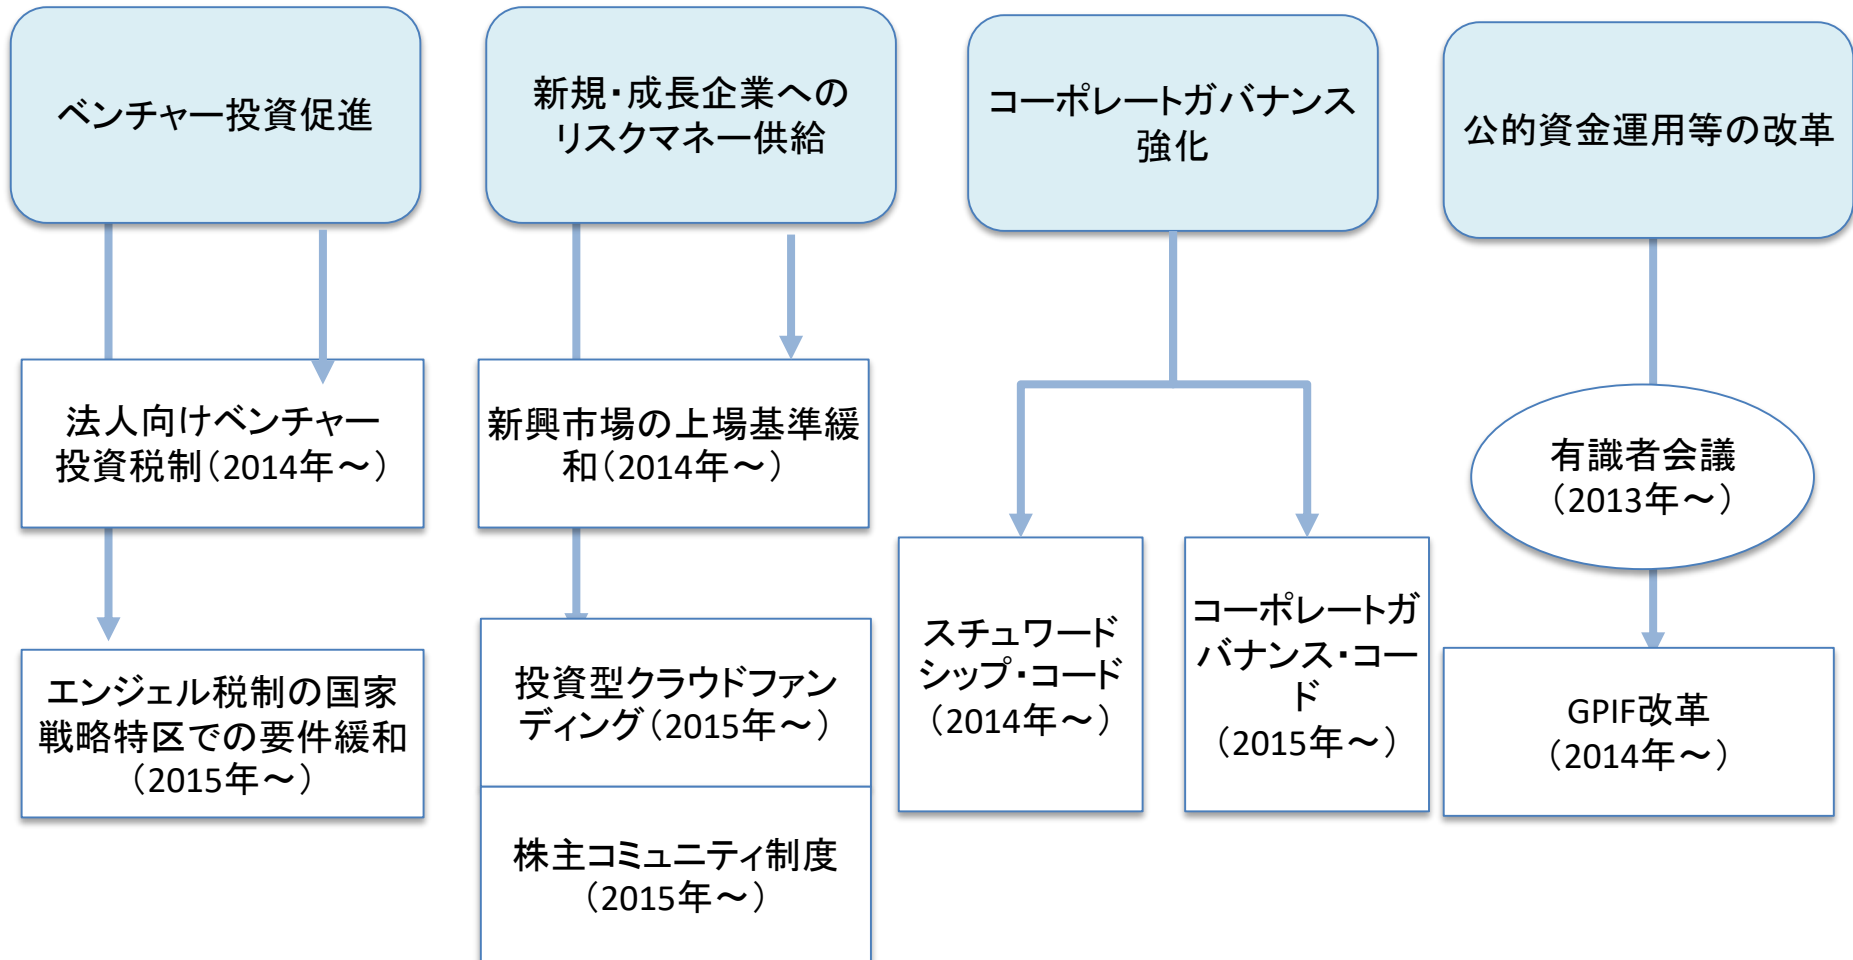 ベンチャー投資促進
新規・成長企業への
リスクマネー供給
コーポレートガバナンス
強化
公的資金運用等の改革
法人向けベンチャー
投資税制（2014年～）
新興市場の上場基準緩
和（2014年～）
有識者会議
（2013年～）
エンジェル税制の国家
戦略特区での要件緩和
（2015年～）
投資型クラウドファン
ディング（2015年～）
株主コミュニティ制度
（2015年～）
スチュワード
シップ・コード
（2014年～）
コーポレートガ
バナンス・コー
ド
（2015年～）
GPIF改革
（2014年～）